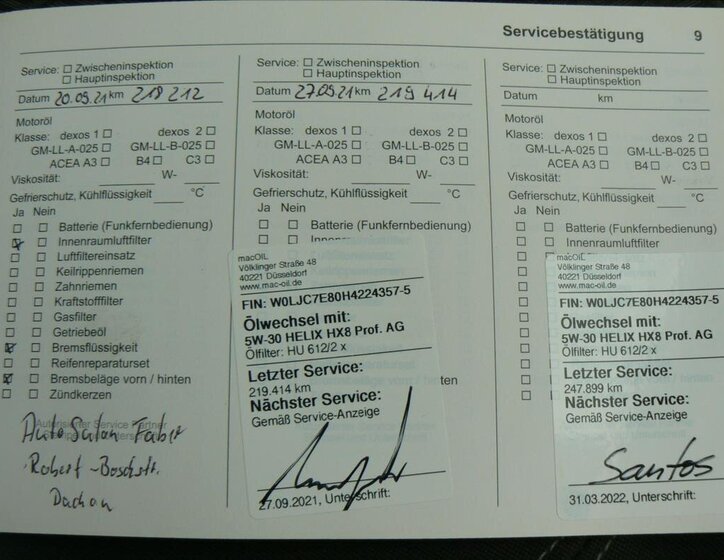 Servicebestätigung 9
Service: Zwischeninspektion
Hauptinspektion
Datum 20.09.21 km 218 212
Motoröl
Klasse: dexos 1 dexos 2
GM-LL-A-025 GM-LL-B-025
ACEA A3 B4 C3
Viskosität: W-
Gefrierschutz, Kühlflüssigkeit °C
Ja Nein
Batterie (Funkfernbedienung)
Innenraumluftfilter
Luftfiltereinsatz
Keilrippenriemen
Zahnriemen
Kraftstofffilter
Gasfilter
Getriebeöl
Bremsflüssigkeit
Reifenreparaturset
Bremsbeläge vorn / hinten
Zündkerzen
Auto Salon
Robert-Boschstr.
Dachau
Service: Zwischeninspektion
Hauptinspektion
Datum 27.09.21 km 219 414
Motoröl
Klasse: dexos 1 dexos 2
GM-LL-A-025 GM-LL-B-025
ACEA A3 B4 C3
Viskosität: W-
Gefrierschutz, Kühlflüssigkeit °C
Ja Nein
Batterie (Funkfernbedienung)
macOIL
Völklinger Straße 48
40221 Düsseldorf
www.mac-oil.de
FIN: W0LJC7E80H4224357-5
Ölwechsel mit:
5W-30 HELIX HX8 Prof. AG
Ölfilter: HU 612/2 x
Letzter Service:
219.414 km
Nächster Service:
Gemäß Service-Anzeige
27.09.2021, Unterschrift:
Service: Zwischeninspektion
Hauptinspektion
Datum km
Motoröl
Klasse: dexos 1 dexos 2
GM-LL-A-025 GM-LL-B-025
ACEA A3 B4 C3
Viskosität: W-
Gefrierschutz, Kühlflüssigkeit °C
Ja Nein
Batterie (Funkfernbedienung)
Innenraumluftfilter
macOIL
Völklinger Straße 48
40221 Düsseldorf
www.mac-oil.de
FIN: W0LJC7E80H4224357-5
Ölwechsel mit:
5W-30 HELIX HX8 Prof. AG
Ölfilter: HU 612/2 x
Letzter Service:
247.899 km
Nächster Service:
Gemäß Service-Anzeige
Santos
31.03.2022, Unterschrift: